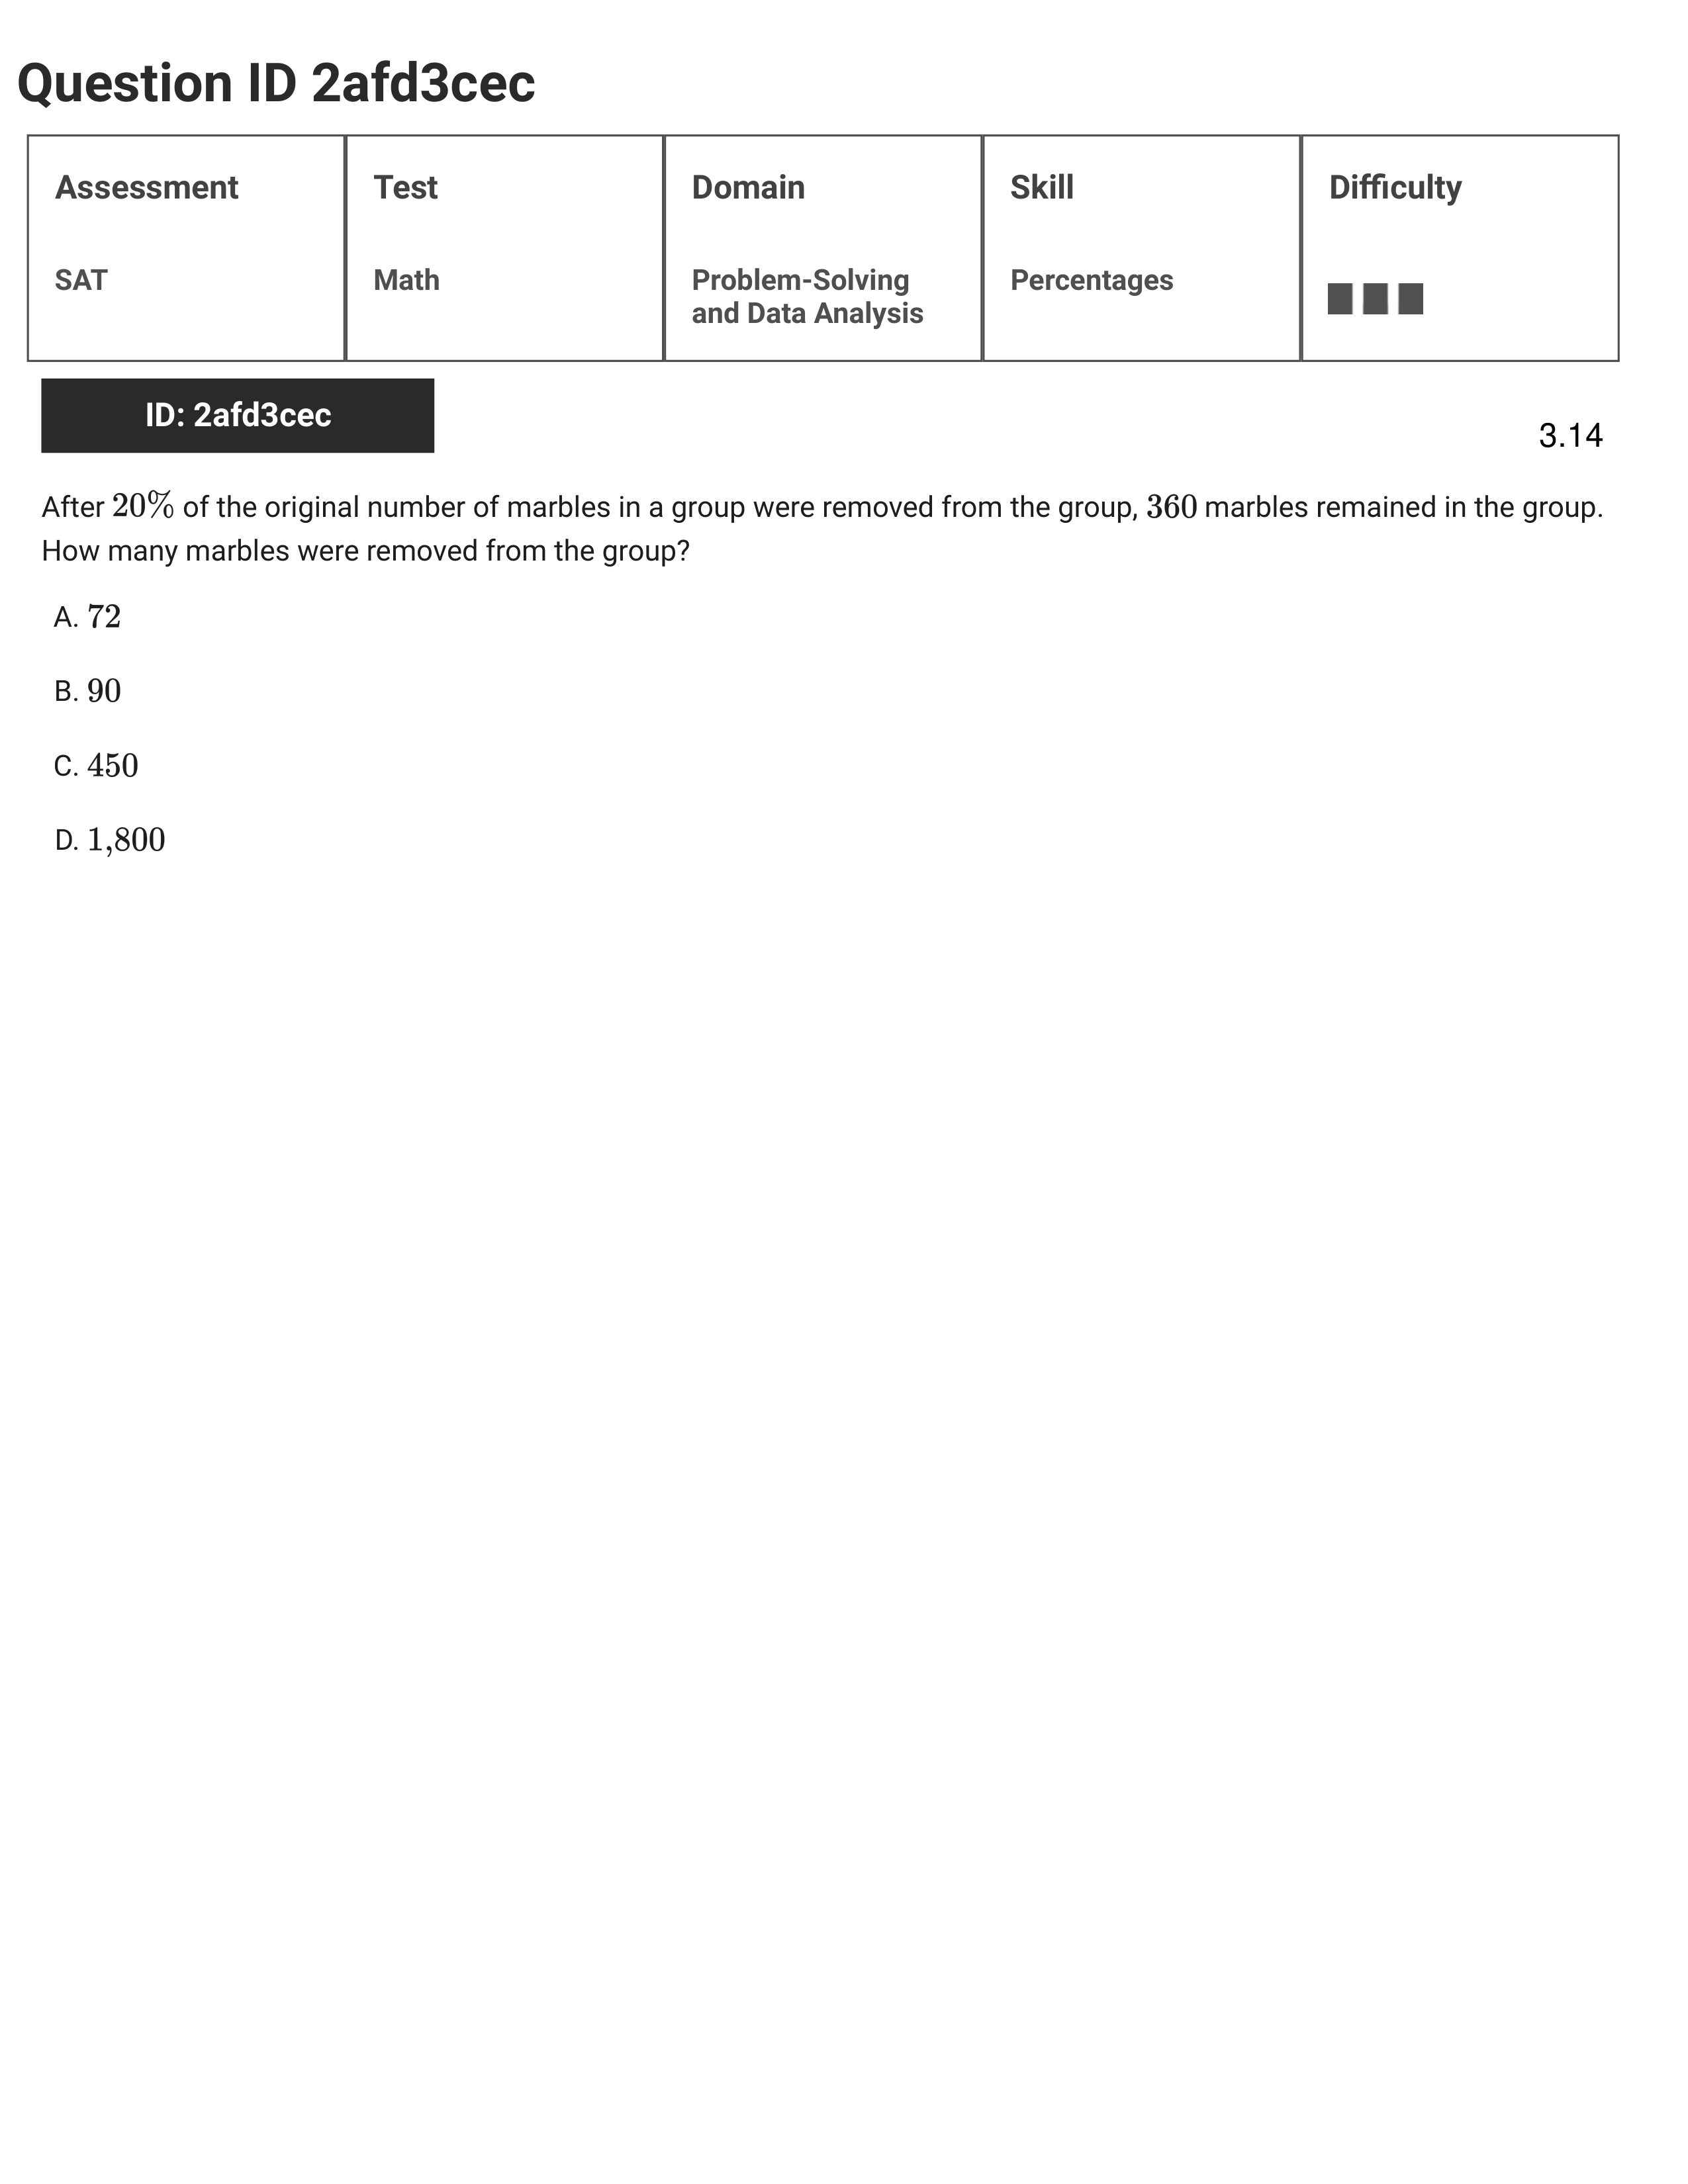 Question ID 2afd3cec
Assessment
Test
Domain
Skill
Difficulty
SAT
Math
Problem-Solving
and Data Analysis
Percentages
ID: 2afd3cec
3.14
After 20% of the original number of marbles in a group were removed from the group, 360 marbles remained in the group.
How many marbles were removed from the group?
A. 72
B. 90
C. 450
D. 1,800